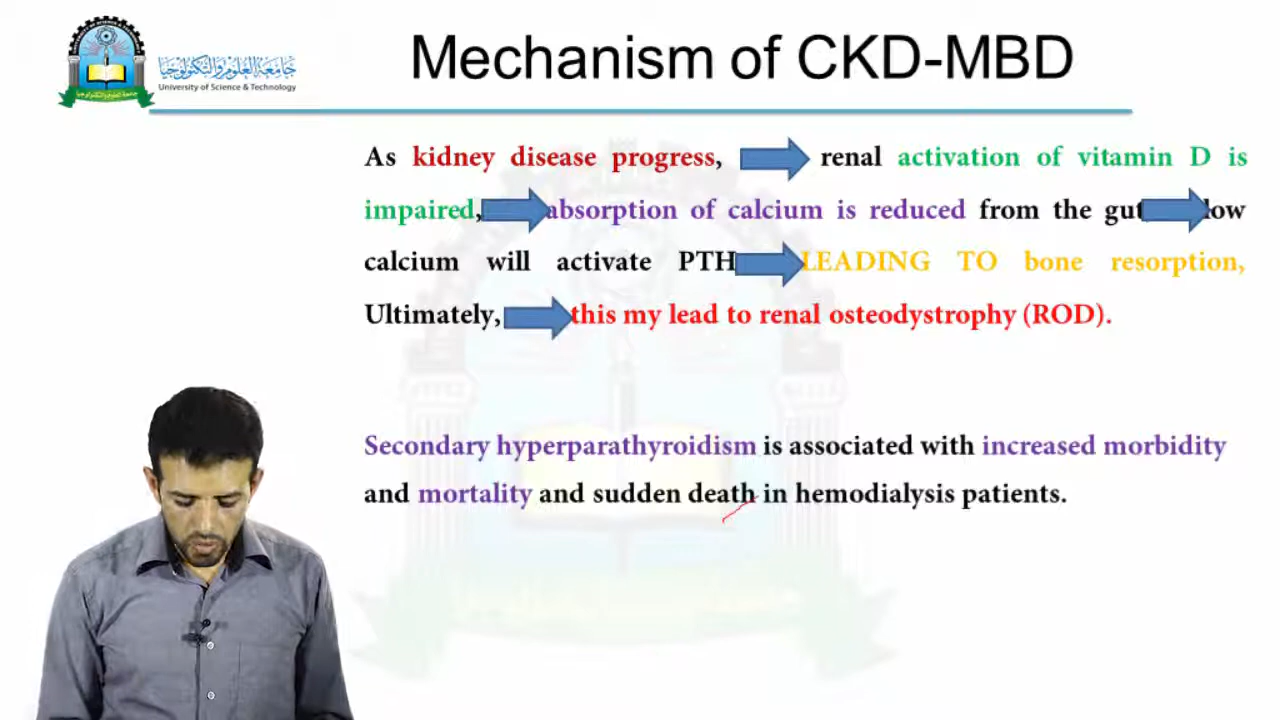 Mechanism of CKD-MBD
جامعة العلوم والتكنولوجيا
University of Science & Technology
As kidney disease progress, renal activation of vitamin D is
impaired, absorption of calcium is reduced from the gut low
calcium will activate PTH LEADING TO bone resorption,
Ultimately, this my lead to renal osteodystrophy (ROD).
Secondary hyperparathyroidism is associated with increased morbidity
and mortality and sudden death in hemodialysis patients.